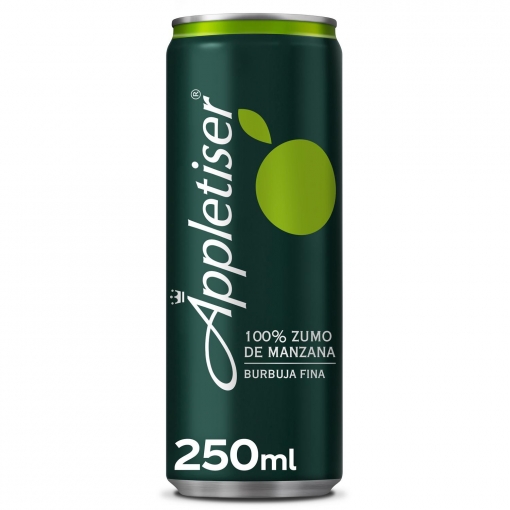 Appletiser®
100% ZUMO
DE MANZANA
BURBUJA FINA
250ml